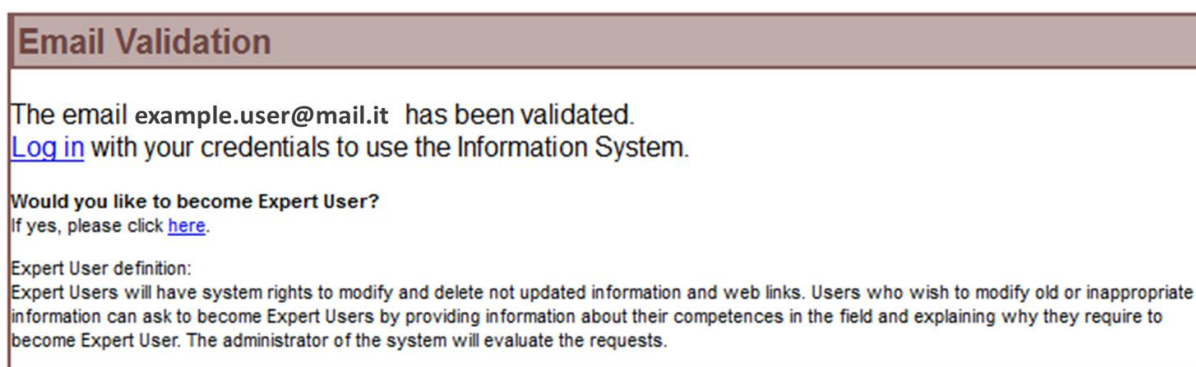 Email Validation
The email example.user@mail.it has been validated.
Log in with your credentials to use the Information System.
Would you like to become Expert User?
If yes, please click here.
Expert User definition:
Expert Users will have system rights to modify and delete not updated information and web links. Users who wish to modify old or inappropriate
information can ask to become Expert Users by providing information about their competences in the field and explaining why they require to
become Expert User. The administrator of the system will evaluate the requests.